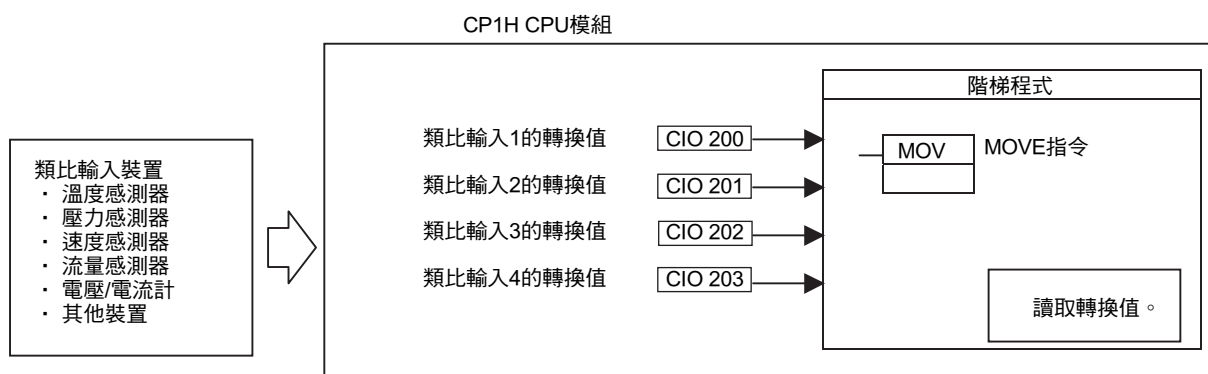 CP1H CPU模組
類比輸入裝置
・ 溫度感測器
・ 壓力感測器
・ 速度感測器
・ 流量感測器
・ 電壓/電流計
・ 其他裝置
類比輸入1的轉換值 CIO 200
類比輸入2的轉換值 CIO 201
類比輸入3的轉換值 CIO 202
類比輸入4的轉換值 CIO 203
階梯程式
MOV MOVE指令
讀取轉換值。